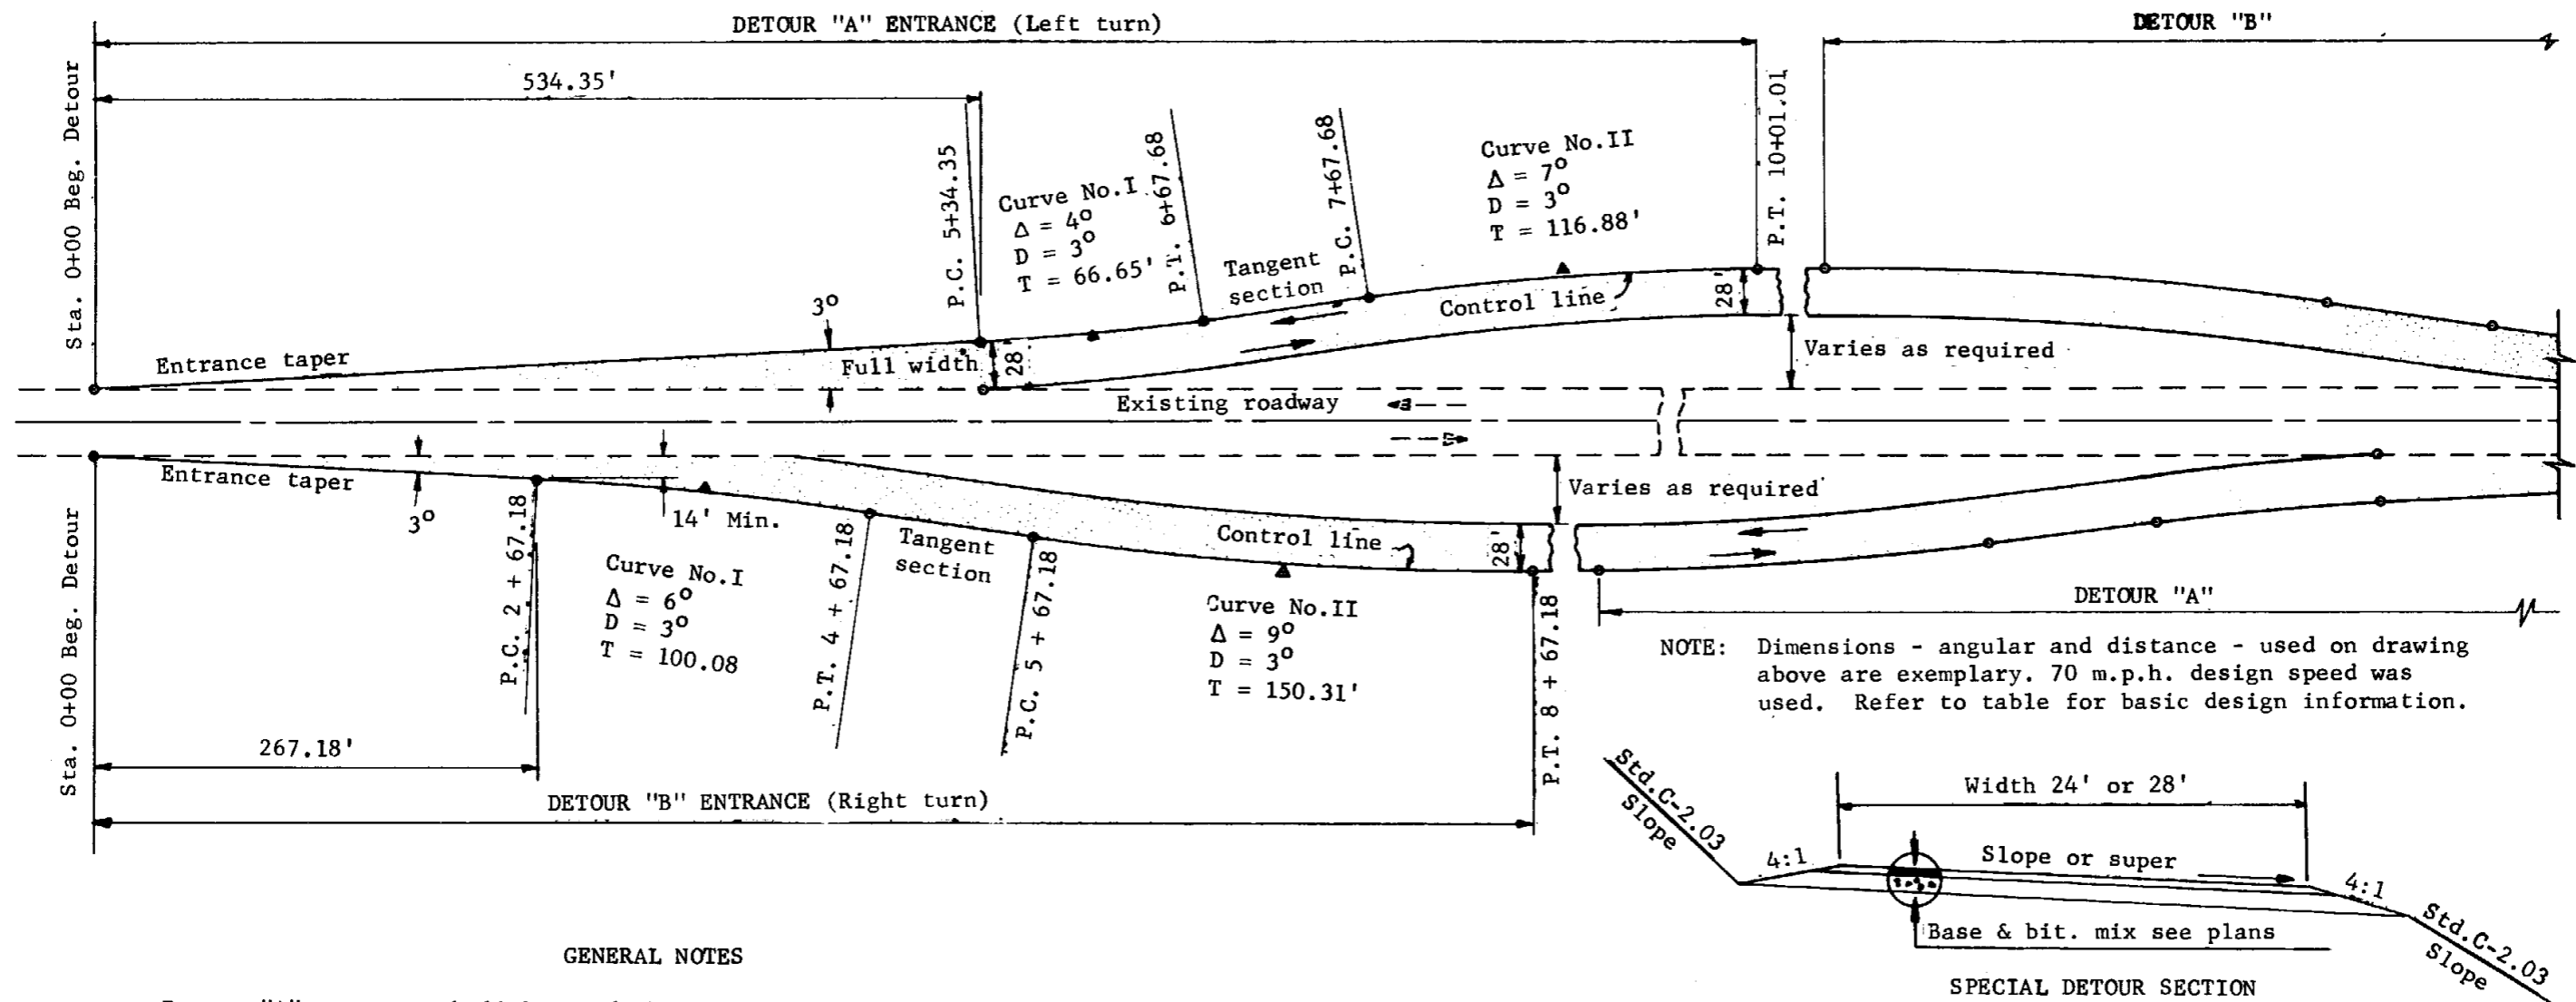 DETOUR "A" ENTRANCE (Left turn)
DETOUR "B"
534.35'
Sta. 0+00 Beg. Detour
P.C. 5+34.35
Curve No.I
Δ = 4°
D = 3°
T = 66.65'
P.T. 6+67.68
Tangent
section
P.C. 7+67.68
Curve No.II
Δ = 7°
D = 3°
T = 116.88'
P.T. 10+01.01
3°
Entrance taper
Full width
28'
Control line
28'
Varies as required
Existing roadway
Entrance taper
3°
14' Min.
Varies as required
Sta. 0+00 Beg. Detour
P.C. 2 + 67.18
Curve No.I
Δ = 6°
D = 3°
T = 100.08
P.T. 4 + 67.18
Tangent
section
P.C. 5 + 67.18
Control line
28'
Curve No.II
Δ = 9°
D = 3°
T = 150.31'
P.T. 8 + 67.18
DETOUR "A"
NOTE: Dimensions - angular and distance - used on drawing
above are exemplary. 70 m.p.h. design speed was
used. Refer to table for basic design information.
267.18'
DETOUR "B" ENTRANCE (Right turn)
Std.C-2.03
Slope
Width 24' or 28'
4:1
Slope or super
4:1
Std.C-2.03
Slope
Base & bit. mix see plans
GENERAL NOTES
SPECIAL DETOUR SECTION